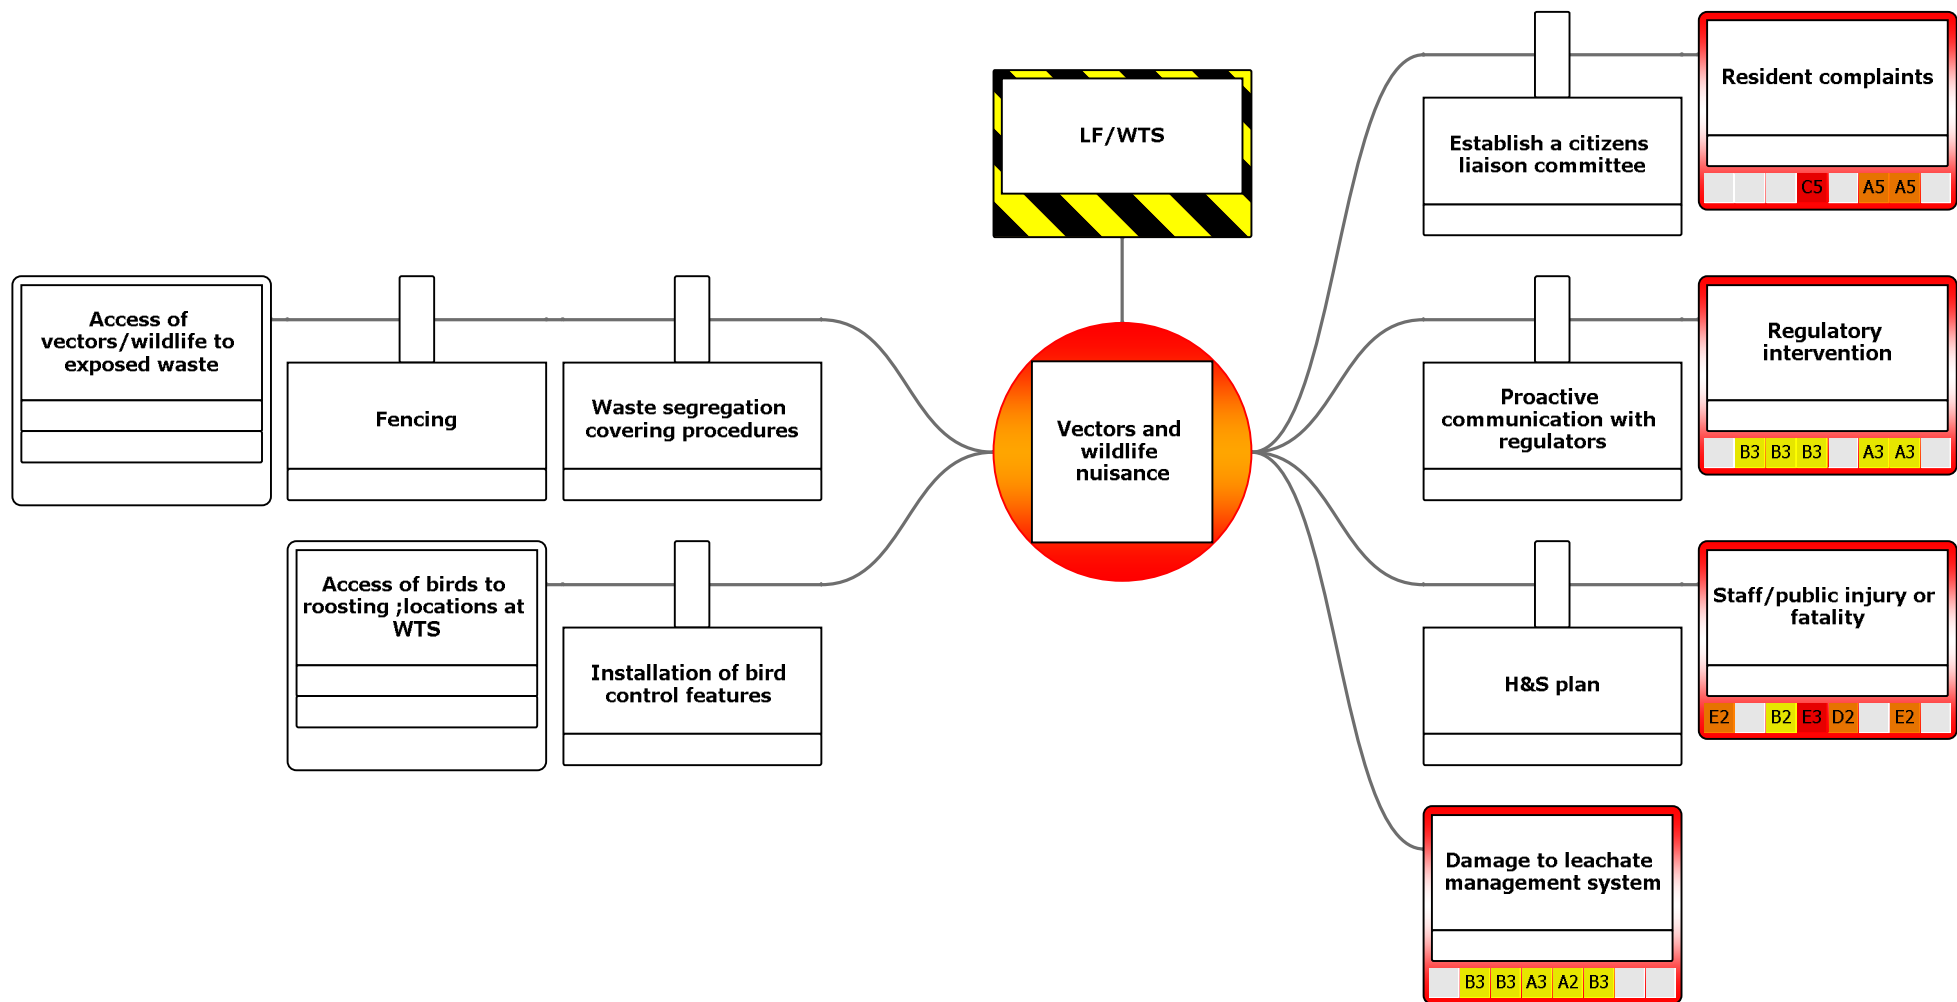 LF/WTS
Access of
vectors/wildlife to
exposed waste
Fencing
Waste segregation
covering procedures
Access of birds to
roosting ;locations at
WTS
Installation of bird
control features
Vectors and
wildlife
nuisance
Establish a citizens
liaison committee
Resident complaints
C5 A5 A5
Proactive
communication with
regulators
Regulatory
intervention
B3 B3 B3 A3 A3
H&S plan
Staff/public injury or
fatality
E2 B2 E3 D2 E2
Damage to leachate
management system
B3 B3 A3 A2 B3